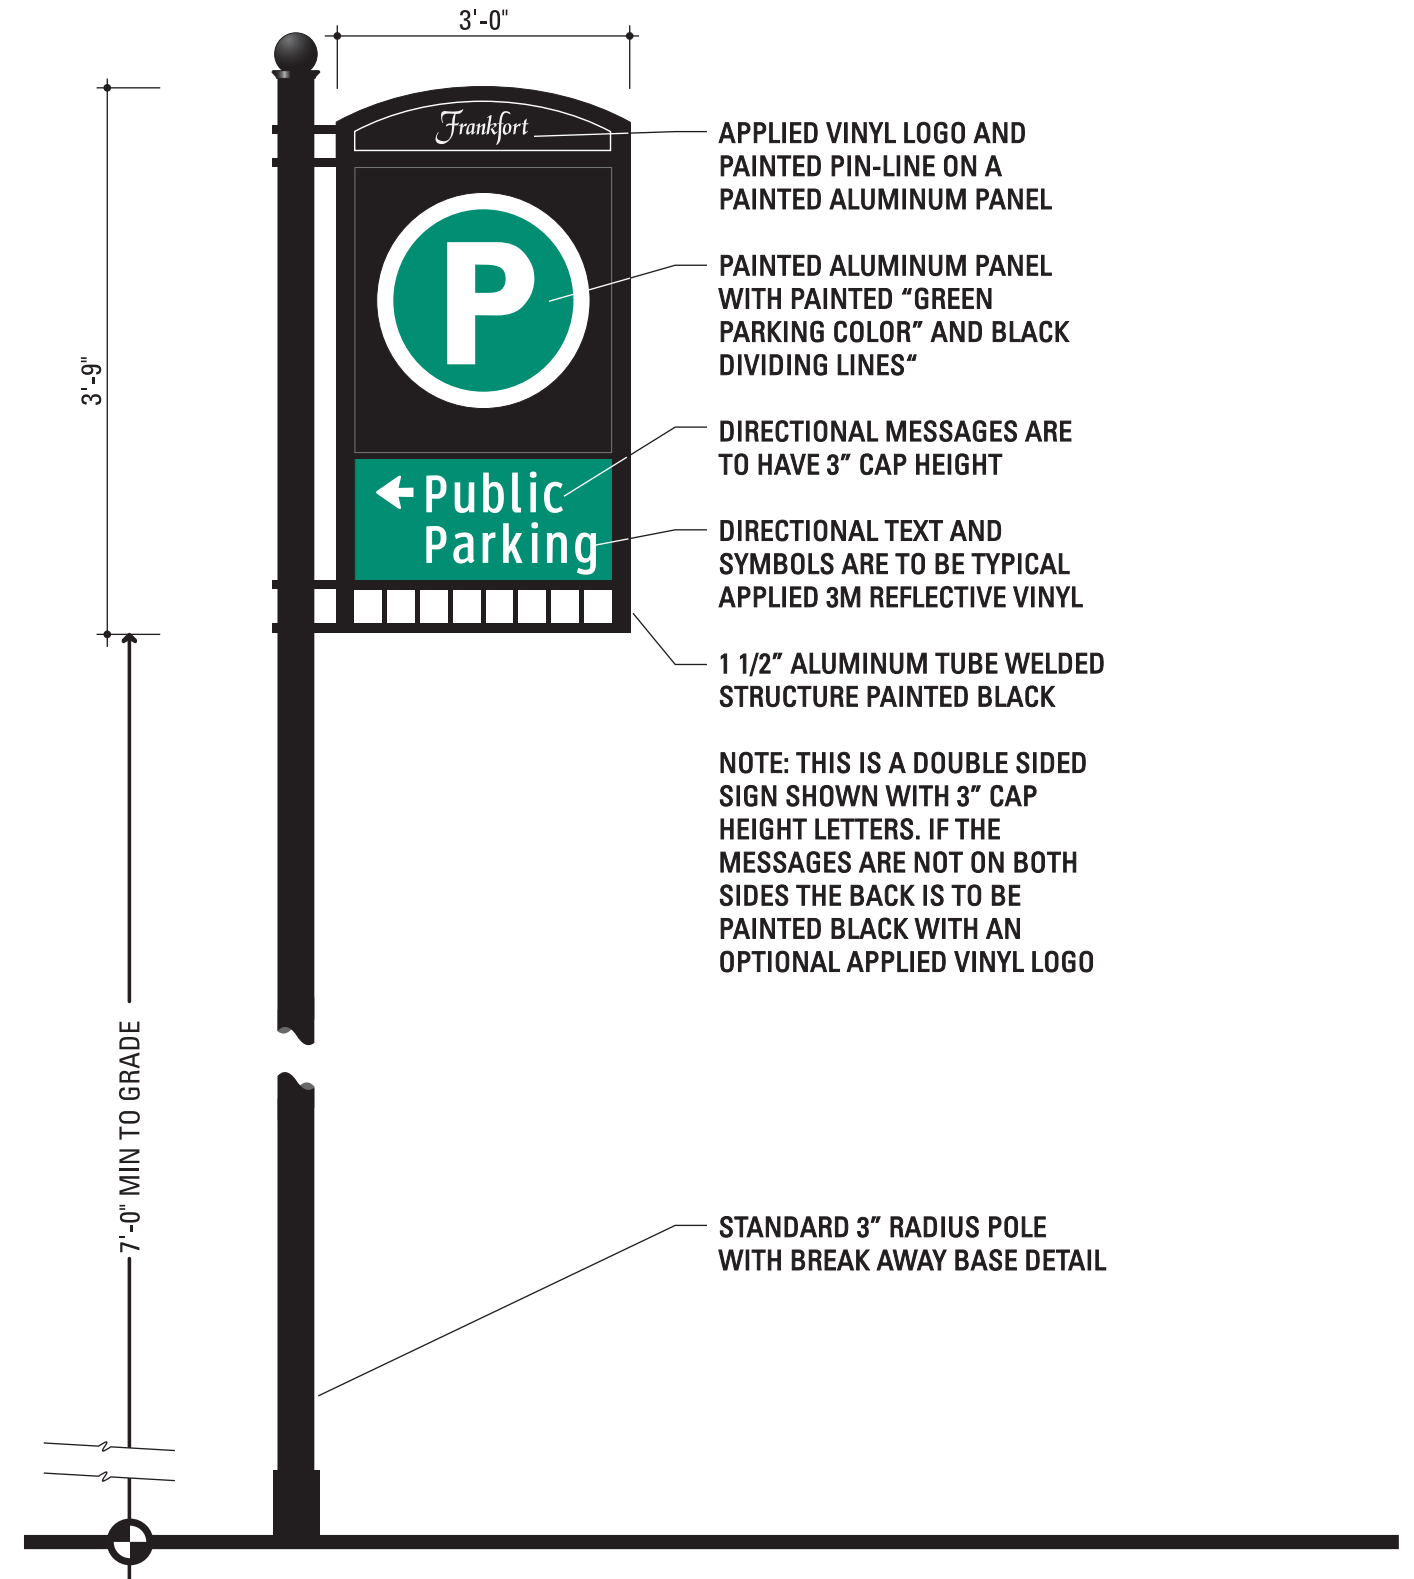 3'-0"
Frankfort
P
Public
Parking
3'-9"
7'-0" MIN TO GRADE
APPLIED VINYL LOGO AND
PAINTED PIN-LINE ON A
PAINTED ALUMINUM PANEL
PAINTED ALUMINUM PANEL
WITH PAINTED “GREEN
PARKING COLOR” AND BLACK
DIVIDING LINES“
DIRECTIONAL MESSAGES ARE
TO HAVE 3” CAP HEIGHT
DIRECTIONAL TEXT AND
SYMBOLS ARE TO BE TYPICAL
APPLIED 3M REFLECTIVE VINYL
1 1/2” ALUMINUM TUBE WELDED
STRUCTURE PAINTED BLACK
NOTE: THIS IS A DOUBLE SIDED
SIGN SHOWN WITH 3” CAP
HEIGHT LETTERS. IF THE
MESSAGES ARE NOT ON BOTH
SIDES THE BACK IS TO BE
PAINTED BLACK WITH AN
OPTIONAL APPLIED VINYL LOGO
STANDARD 3” RADIUS POLE
WITH BREAK AWAY BASE DETAIL